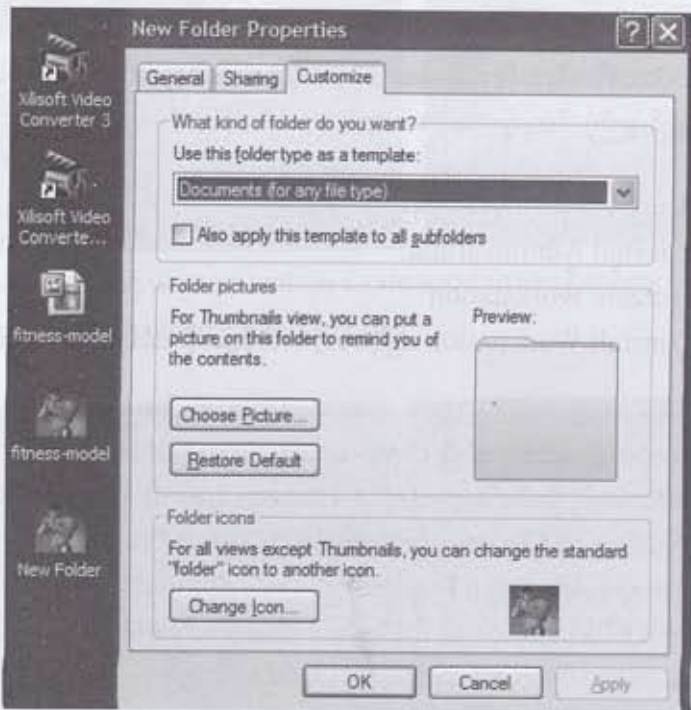 New Folder Properties
?
X
Xilisoft Video
Converter 3
Xilisoft Video
Converte...
fitness-model
fitness-model
New Folder
General
Sharing
Customize
What kind of folder do you want?
Use this folder type as a template:
Documents (for any file type)
Also apply this template to all subfolders
Folder pictures
For Thumbnails view, you can put a
picture on this folder to remind you of
the contents.
Preview:
Choose Picture...
Restore Default
Folder icons
For all views except Thumbnails, you can change the standard
"folder" icon to another icon.
Change Icon...
OK
Cancel
Apply